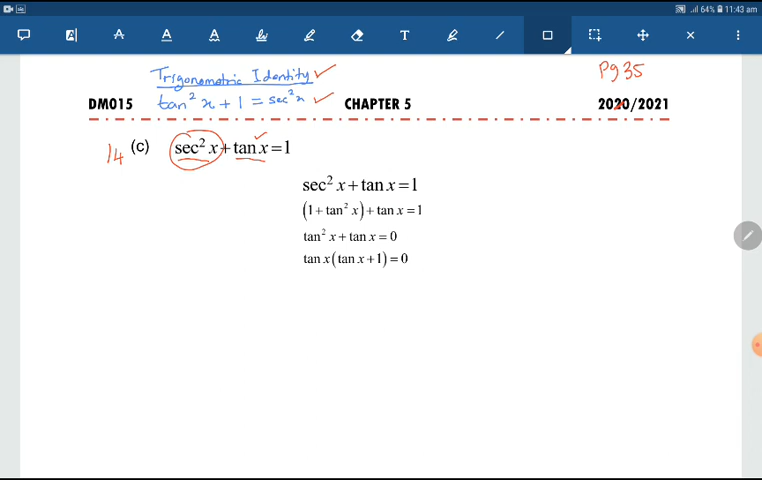 64% 11:43 am
A A A A T
Trigonometric Identity
Pg 35
tan² x + 1 = sec² x
DM015 CHAPTER 5 2020/2021
14 (c) sec² x + tan x = 1
sec² x + tan x = 1
(1 + tan² x) + tan x = 1
tan² x + tan x = 0
tan x (tan x + 1) = 0